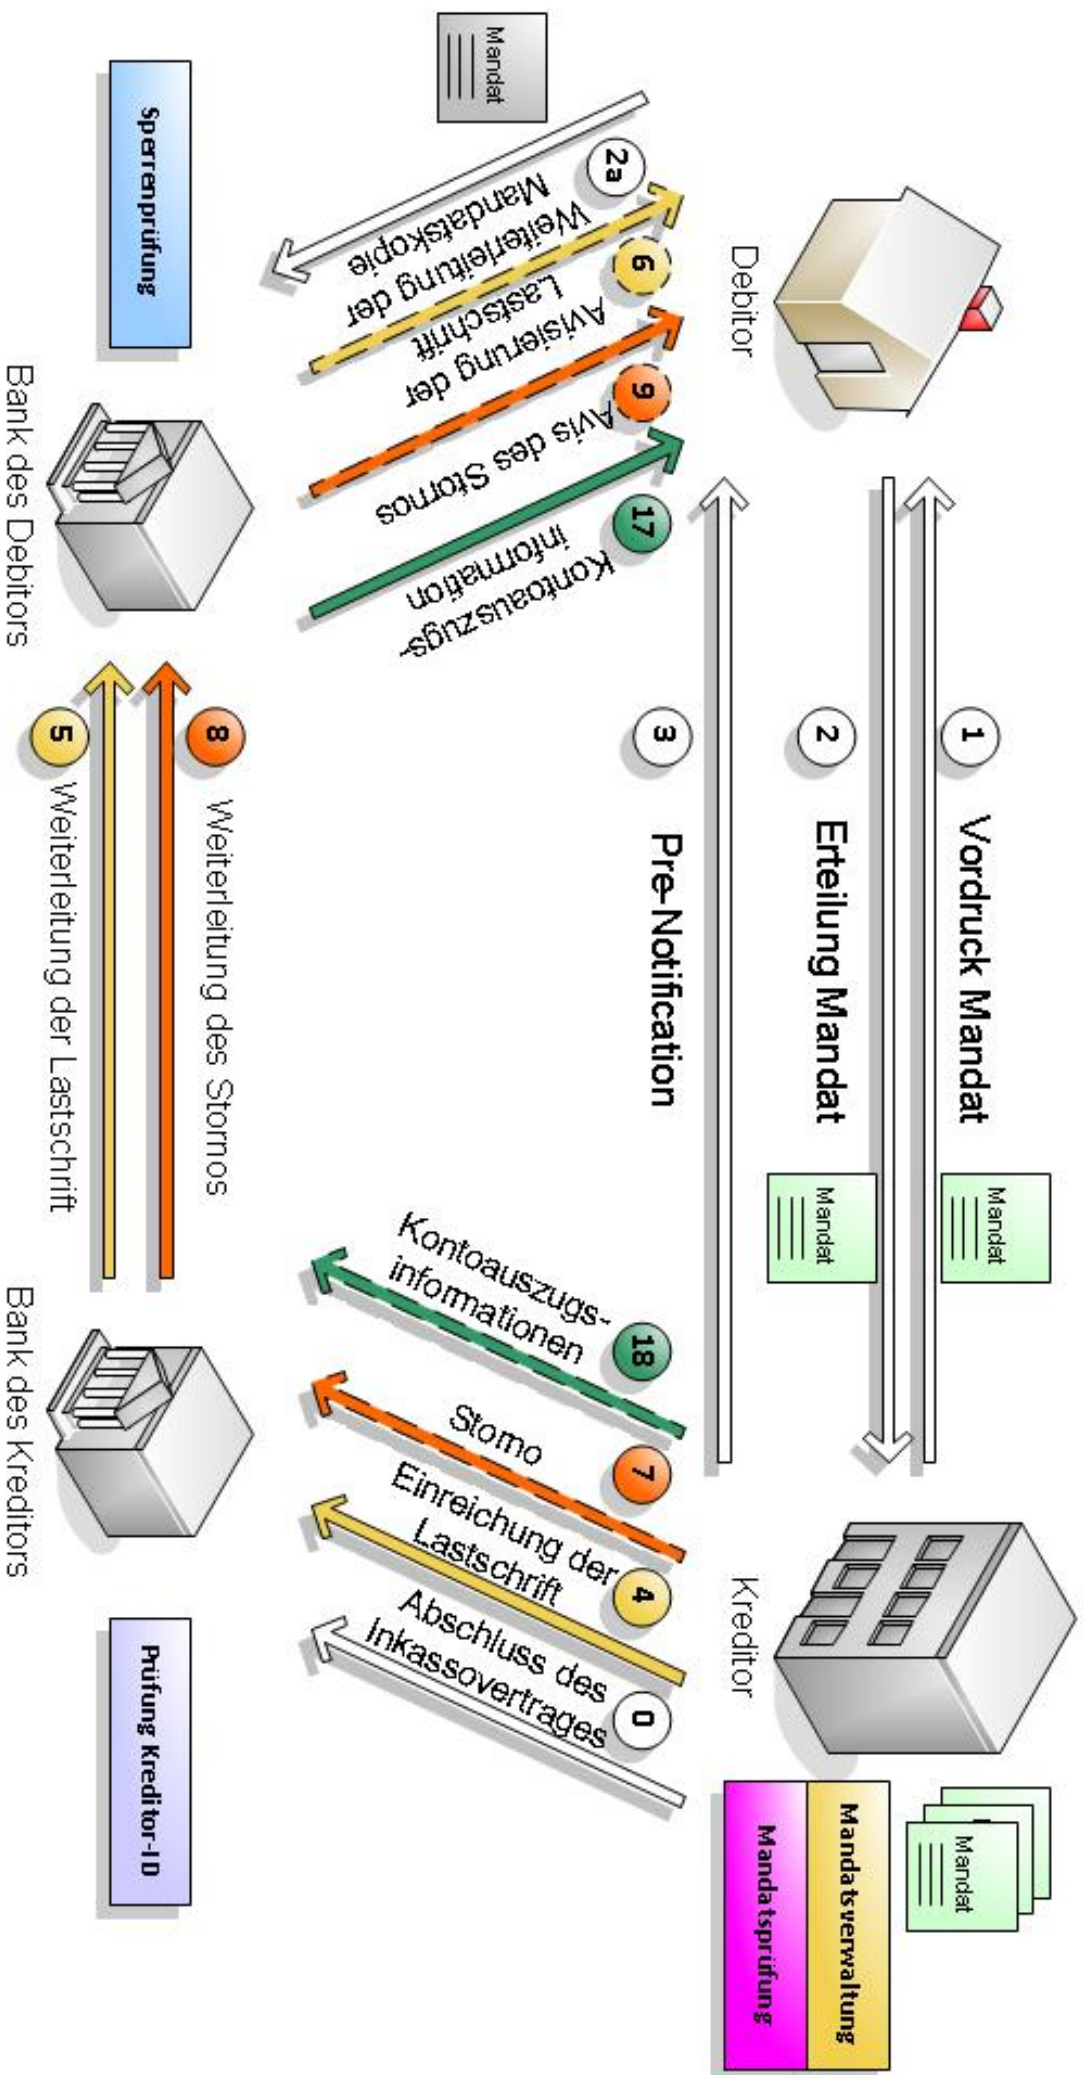 Mandat
1
Vordruck Mandat
Mandat
2
Erteilung Mandat
Mandat
3
Pre-Notification
Debitor
Kreditor
Mandatsverwaltung
Mandatsprüfung
Mandat
2a
Mandatskopie
6
Weiterleitung der
Lastschrift
9
Avisierung der
Avis des Stornos
17
Kontoauszugs-
information
18
Kontoauszugs-
informationen
7
Storno
4
Einreichung der
Lastschrift
0
Abschluss des
Inkassovertrages
8
Weiterleitung des Stornos
5
Weiterleitung der Lastschrift
Sperrenprüfung
Bank des Debitors
Bank des Kreditors
Prüfung Kreditor-ID